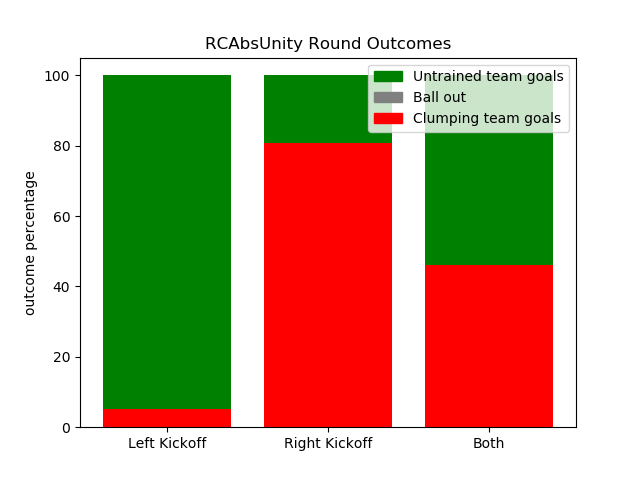 RCAbsUnity Round Outcomes
Untrained team goals
Ball out
Clumping team goals
outcome percentage
100
80
60
40
20
0
Left Kickoff
Right Kickoff
Both